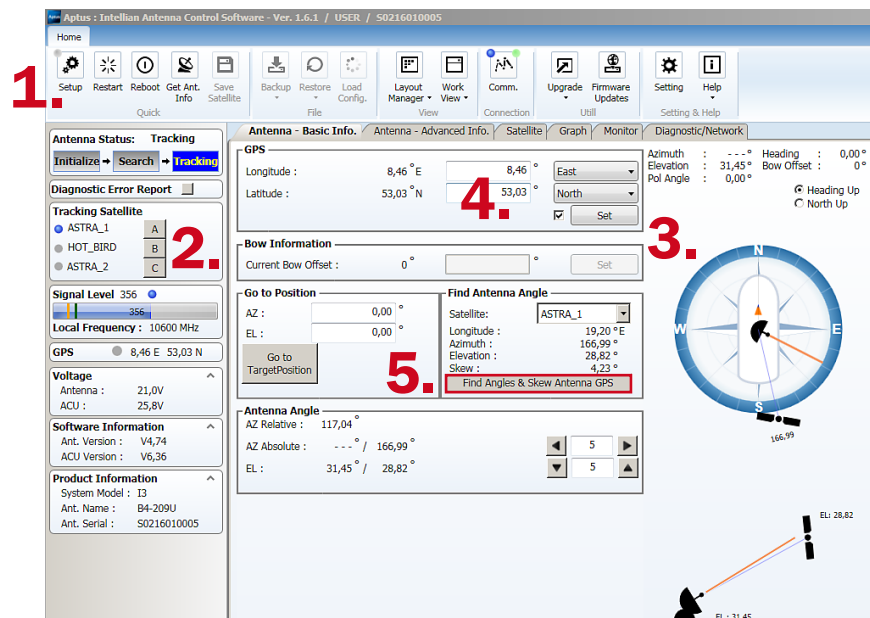 Aptus : Intellian Antenna Control Software - Ver. 1.6.1 / USER / S0216010005
Home
1.
Setup Restart Reboot Get Ant. Info Save Satellite Backup Restore Load Config. Layout Manager Work View Comm. Upgrade Firmware Updates Setting Help
Quick File View Connection Utill Setting & Help
Antenna Status: Tracking
Initialize Search Tracking
Diagnostic Error Report
Tracking Satellite
ASTRA_1 A
HOT_BIRD B
ASTRA_2 C
2.
Signal Level 356
356
Local Frequency : 10600 MHz
GPS 8,46 E 53,03 N
Voltage
Antenna : 21,0V
ACU : 25,8V
Software Information
Ant. Version : V4,74
ACU Version : V6,36
Product Information
System Model : I3
Ant. Name : B4-209U
Ant. Serial : S0216010005
Antenna - Basic Info. Antenna - Advanced Info. Satellite Graph Monitor Diagnostic/Network
GPS
Longitude : 8,46 °E 8,46 ° East
Latitude : 53,03 °N 53,03 ° North
4.
Set
Bow Information
Current Bow Offset : 0° ° Set
Go to Position
AZ : 0,00 °
EL : 0,00 °
Go to
TargetPosition
5.
Find Antenna Angle
Satellite: ASTRA_1
Longitude : 19,20 °E
Azimuth : 166,99 °
Elevation : 28,82 °
Skew : 4,23 °
Find Angles & Skew Antenna GPS
Antenna Angle
AZ Relative : 117,04 °
AZ Absolute : - - - ° / 166,99 ° 5
EL : 31,45 ° / 28,82 ° 5
Azimuth : - - - ° Heading : 0,00 °
Elevation : 31,45 ° Bow Offset : 0 °
Pol Angle : 0,00 °
Heading Up
North Up
3.
N
W E
S
166,99
EL: 28,82
EL : 31,45